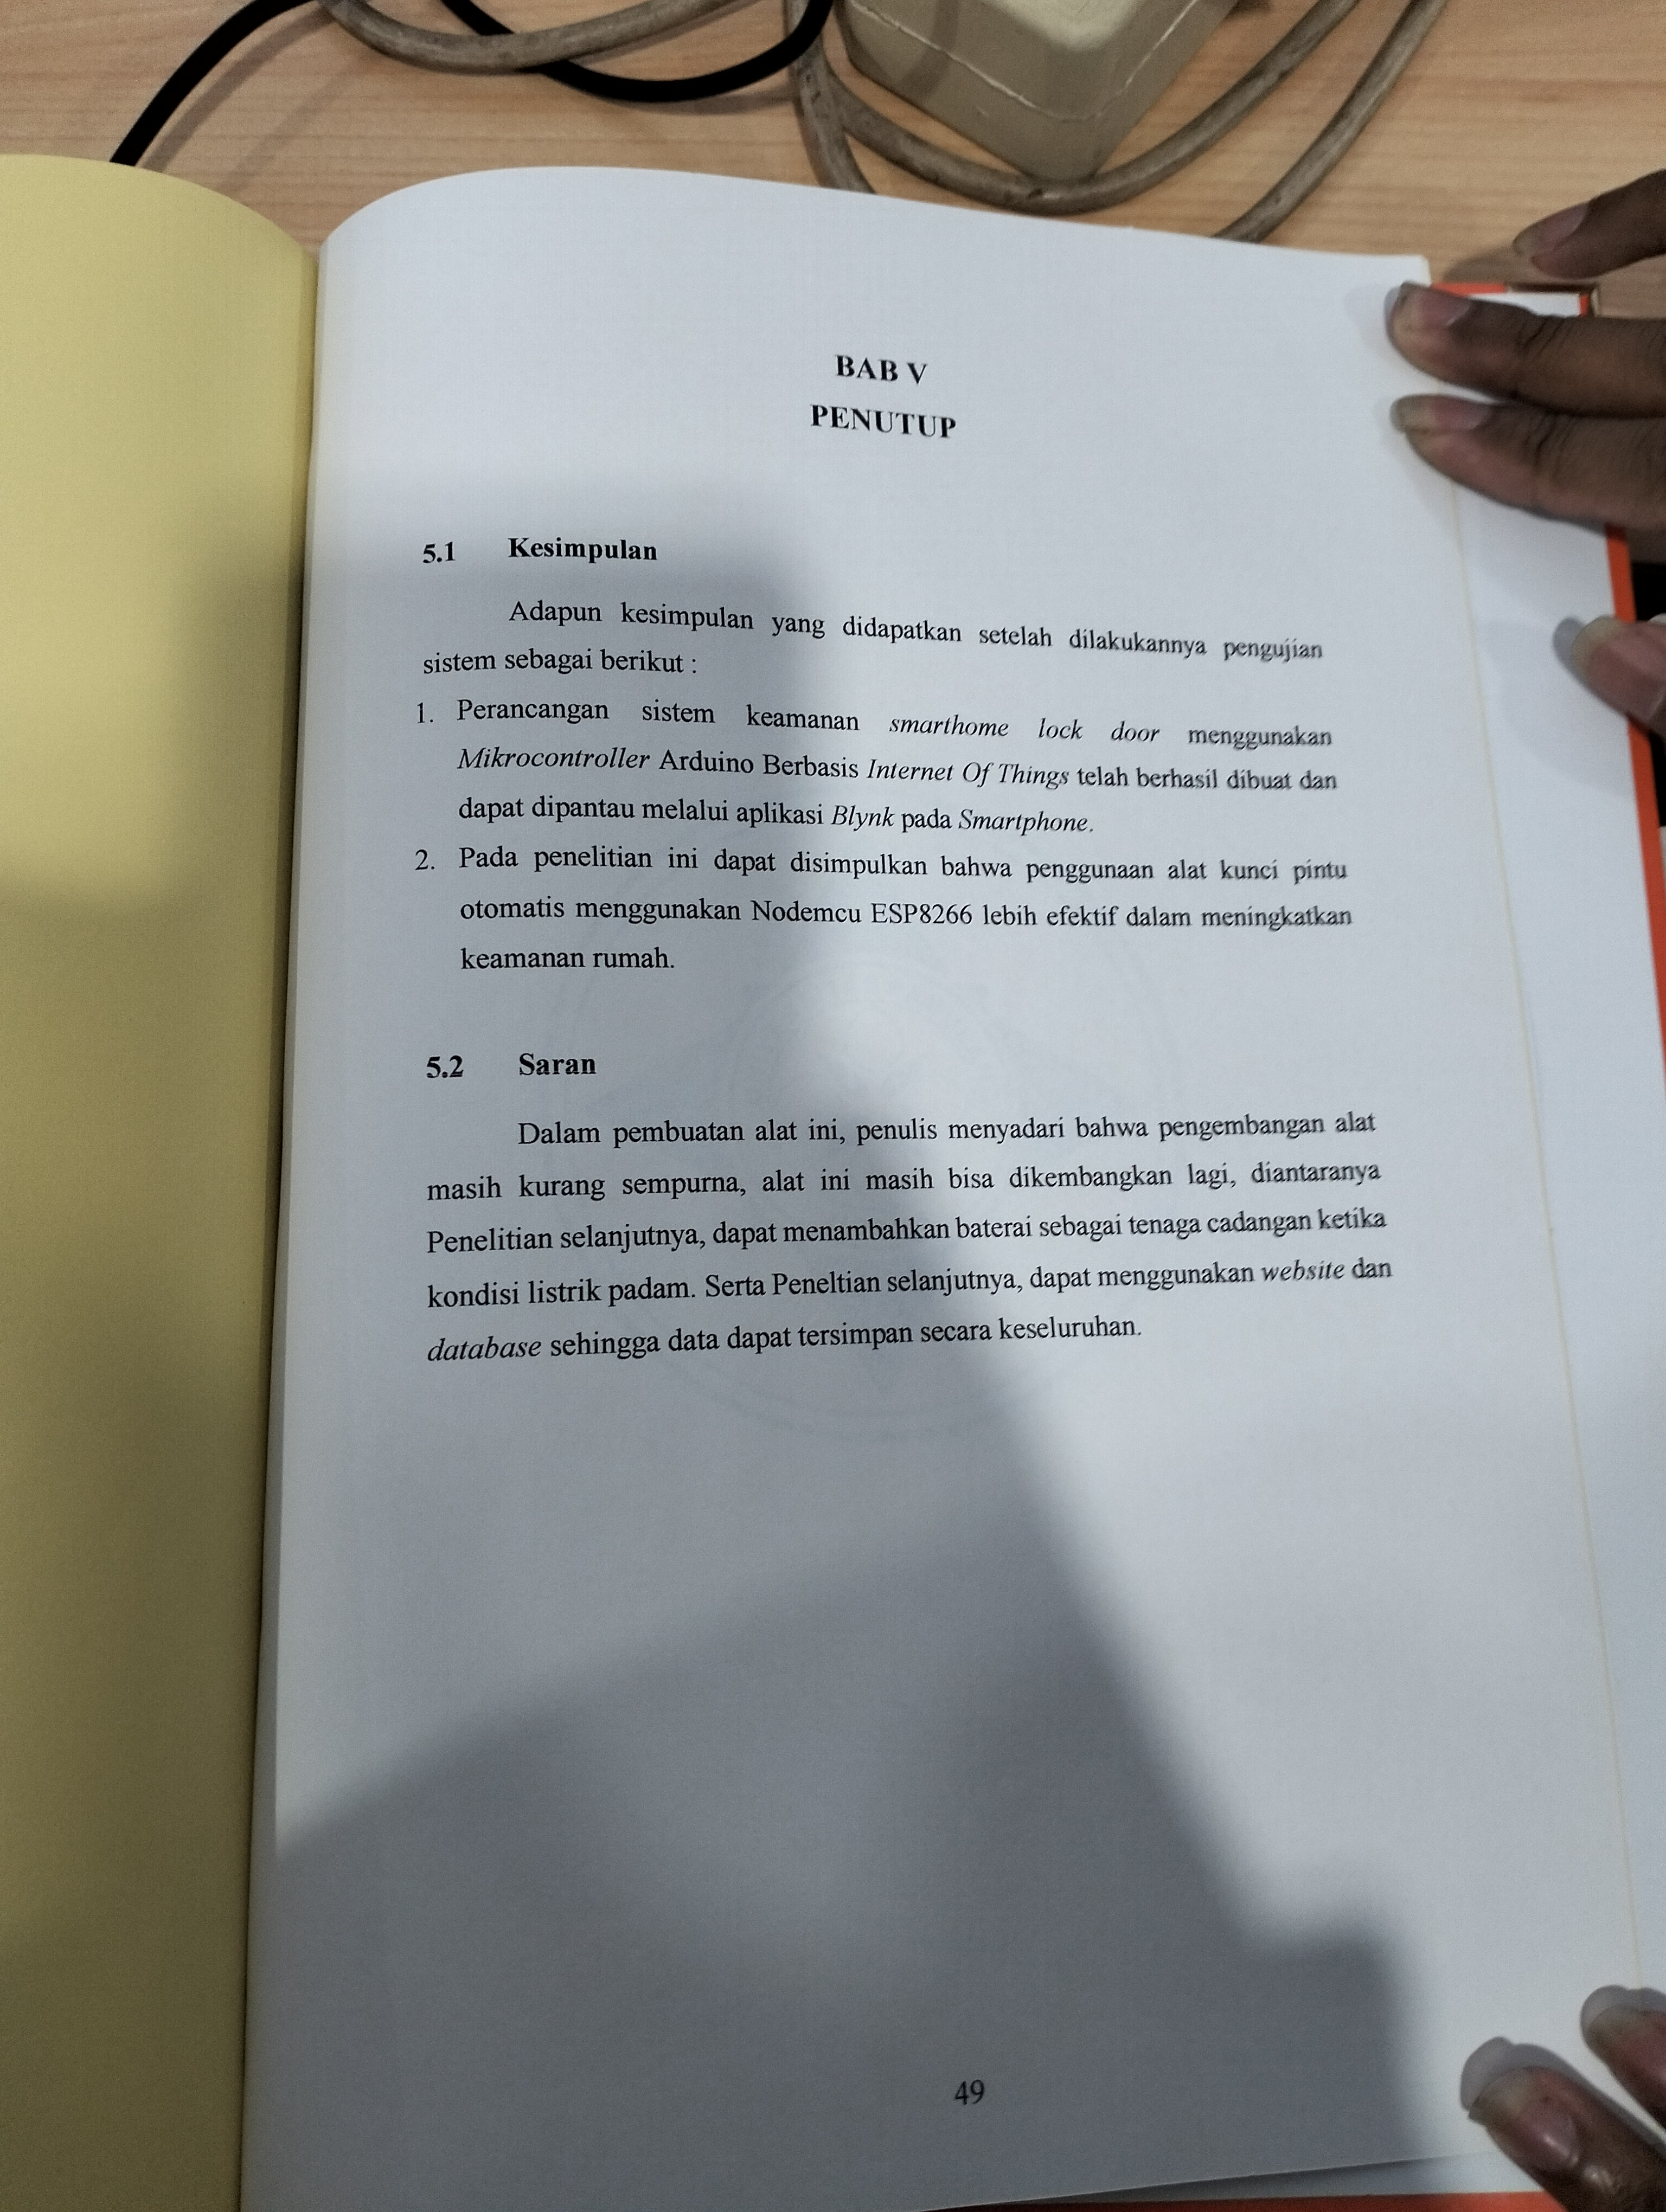 BAB V
PENUTUP
5.1 Kesimpulan
Adapun kesimpulan yang didapatkan setelah dilakukannya pengujian
sistem sebagai berikut :
1. Perancangan sistem keamanan smarthome lock door menggunakan
Mikrocontroller Arduino Berbasis Internet Of Things telah berhasil dibuat dan
dapat dipantau melalui aplikasi Blynk pada Smartphone.
2. Pada penelitian ini dapat disimpulkan bahwa penggunaan alat kunci pintu
otomatis menggunakan Nodemcu ESP8266 lebih efektif dalam meningkatkan
keamanan rumah.
5.2 Saran
Dalam pembuatan alat ini, penulis menyadari bahwa pengembangan alat
masih kurang sempurna, alat ini masih bisa dikembangkan lagi, diantaranya
Penelitian selanjutnya, dapat menambahkan baterai sebagai tenaga cadangan ketika
kondisi listrik padam. Serta Peneltian selanjutnya, dapat menggunakan website dan
database sehingga data dapat tersimpan secara keseluruhan.
49